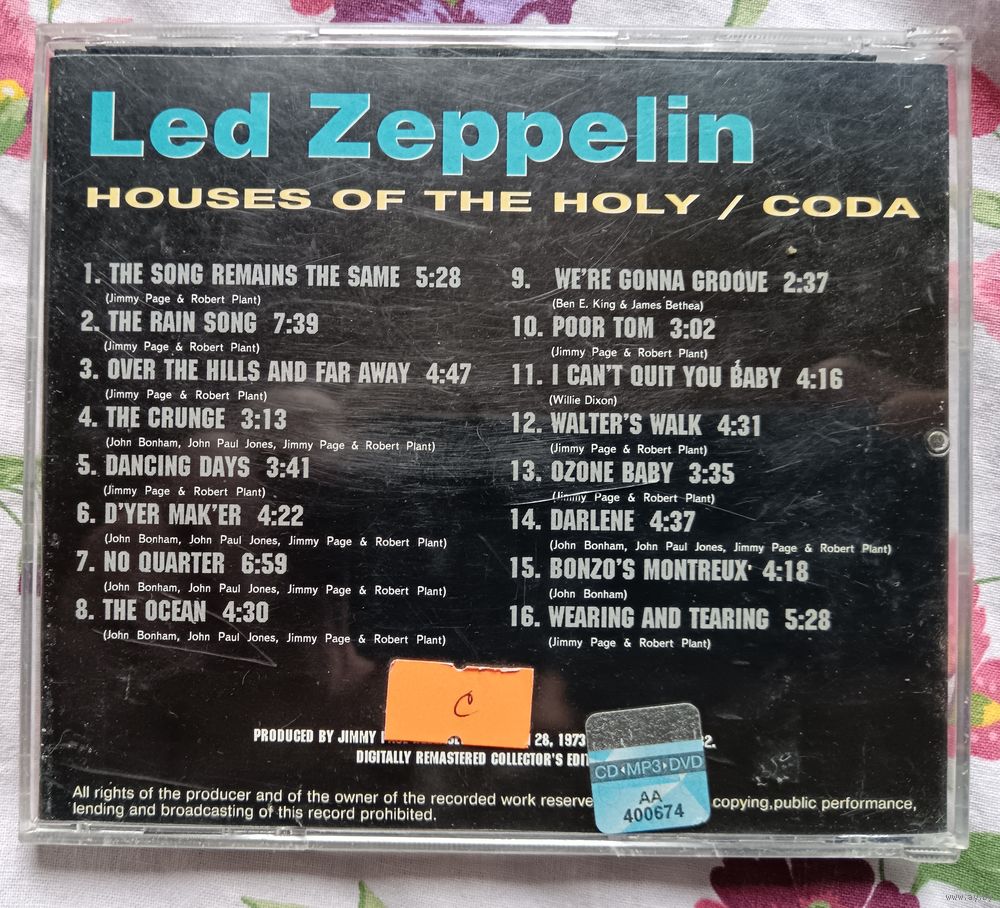 Led Zeppelin
HOUSES OF THE HOLY / CODA
1. THE SONG REMAINS THE SAME 5:28
(Jimmy Page & Robert Plant)
2. THE RAIN SONG 7:39
(Jimmy Page & Robert Plant)
3. OVER THE HILLS AND FAR AWAY 4:47
(Jimmy Page & Robert Plant)
4. THE CRUNGE 3:13
(John Bonham, John Paul Jones, Jimmy Page & Robert Plant)
5. DANCING DAYS 3:41
(Jimmy Page & Robert Plant)
6. D'YER MAK'ER 4:22
(John Bonham, John Paul Jones, Jimmy Page & Robert Plant)
7. NO QUARTER 6:59
(John Bonham, John Paul Jones, Jimmy Page & Robert Plant)
8. THE OCEAN 4:30
(John Bonham, John Paul Jones, Jimmy Page & Robert Plant)
9. WE'RE GONNA GROOVE 2:37
(Ben E. King & James Bethea)
10. POOR TOM 3:02
(Jimmy Page & Robert Plant)
11. I CAN'T QUIT YOU BABY 4:16
(Willie Dixon)
12. WALTER'S WALK 4:31
(Jimmy Page & Robert Plant)
13. OZONE BABY 3:35
(Jimmy Page & Robert Plant)
14. DARLENE 4:37
(John Bonham, John Paul Jones, Jimmy Page & Robert Plant)
15. BONZO'S MONTREUX 4:18
(John Bonham)
16. WEARING AND TEARING 5:28
(Jimmy Page & Robert Plant)
C
PRODUCED BY JIMMY 28, 1973 2.
DIGITALLY REMASTERED COLLECTOR'S EDI
CD MP3 DVD
AA
400674
All rights of the producer and of the owner of the recorded work reserve copying,public performance,
lending and broadcasting of this record prohibited.